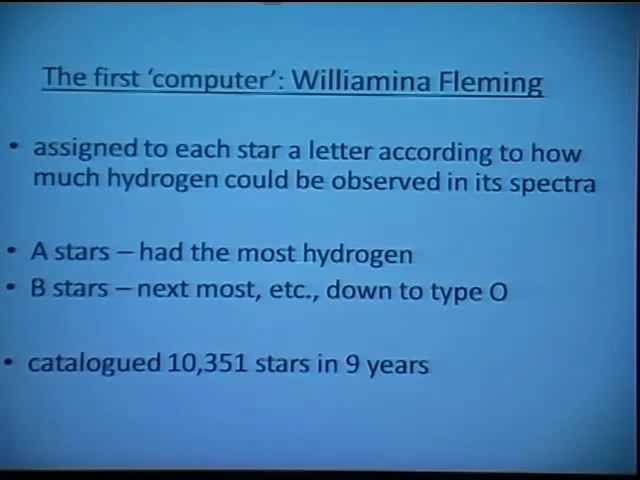 The first ‘computer’: Williamina Fleming
• assigned to each star a letter according to how
much hydrogen could be observed in its spectra
• A stars – had the most hydrogen
• B stars – next most, etc., down to type O
• catalogued 10,351 stars in 9 years